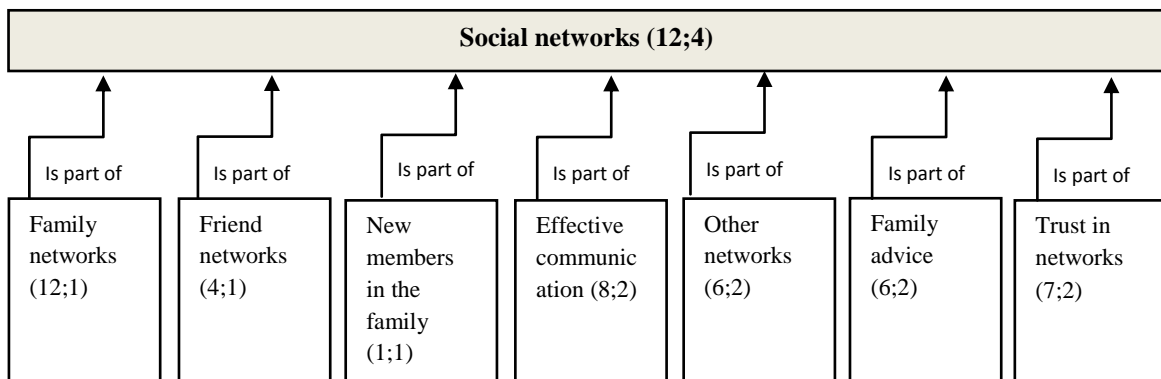 Social networks (12;4)
Is part of
Is part of
Is part of
Is part of
Is part of
Is part of
Is part of
Family
networks
(12;1)
Friend
networks
(4;1)
New
members
in the
family
(1;1)
Effective
communic
ation (8;2)
Other
networks
(6;2)
Family
advice
(6;2)
Trust in
networks
(7;2)